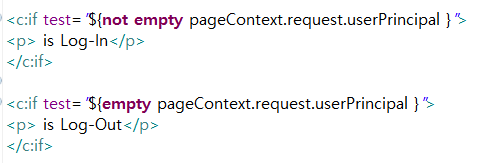 <c:if test="${not empty pageContext.request.userPrincipal }">
<p> is Log-In</p>
</c:if>
<c:if test="${empty pageContext.request.userPrincipal }">
<p> is Log-Out</p>
</c:if>